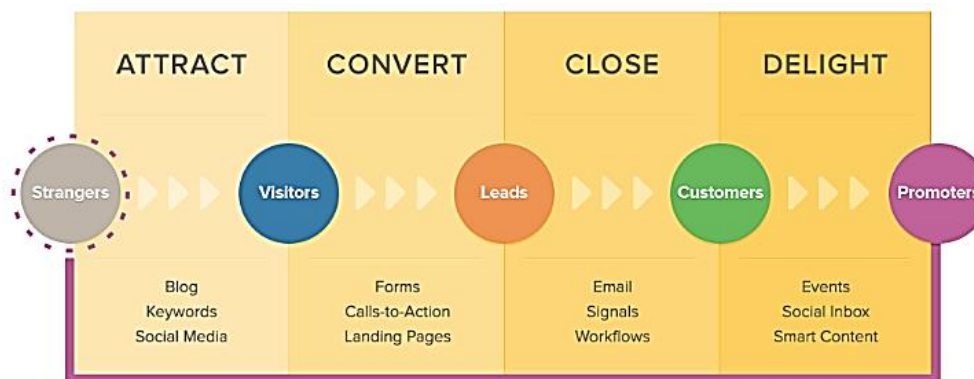 ATTRACT
CONVERT
CLOSE
DELIGHT
Strangers
Visitors
Leads
Customers
Promoters
Blog
Keywords
Social Media
Forms
Calls-to-Action
Landing Pages
Email
Signals
Workflows
Events
Social Inbox
Smart Content